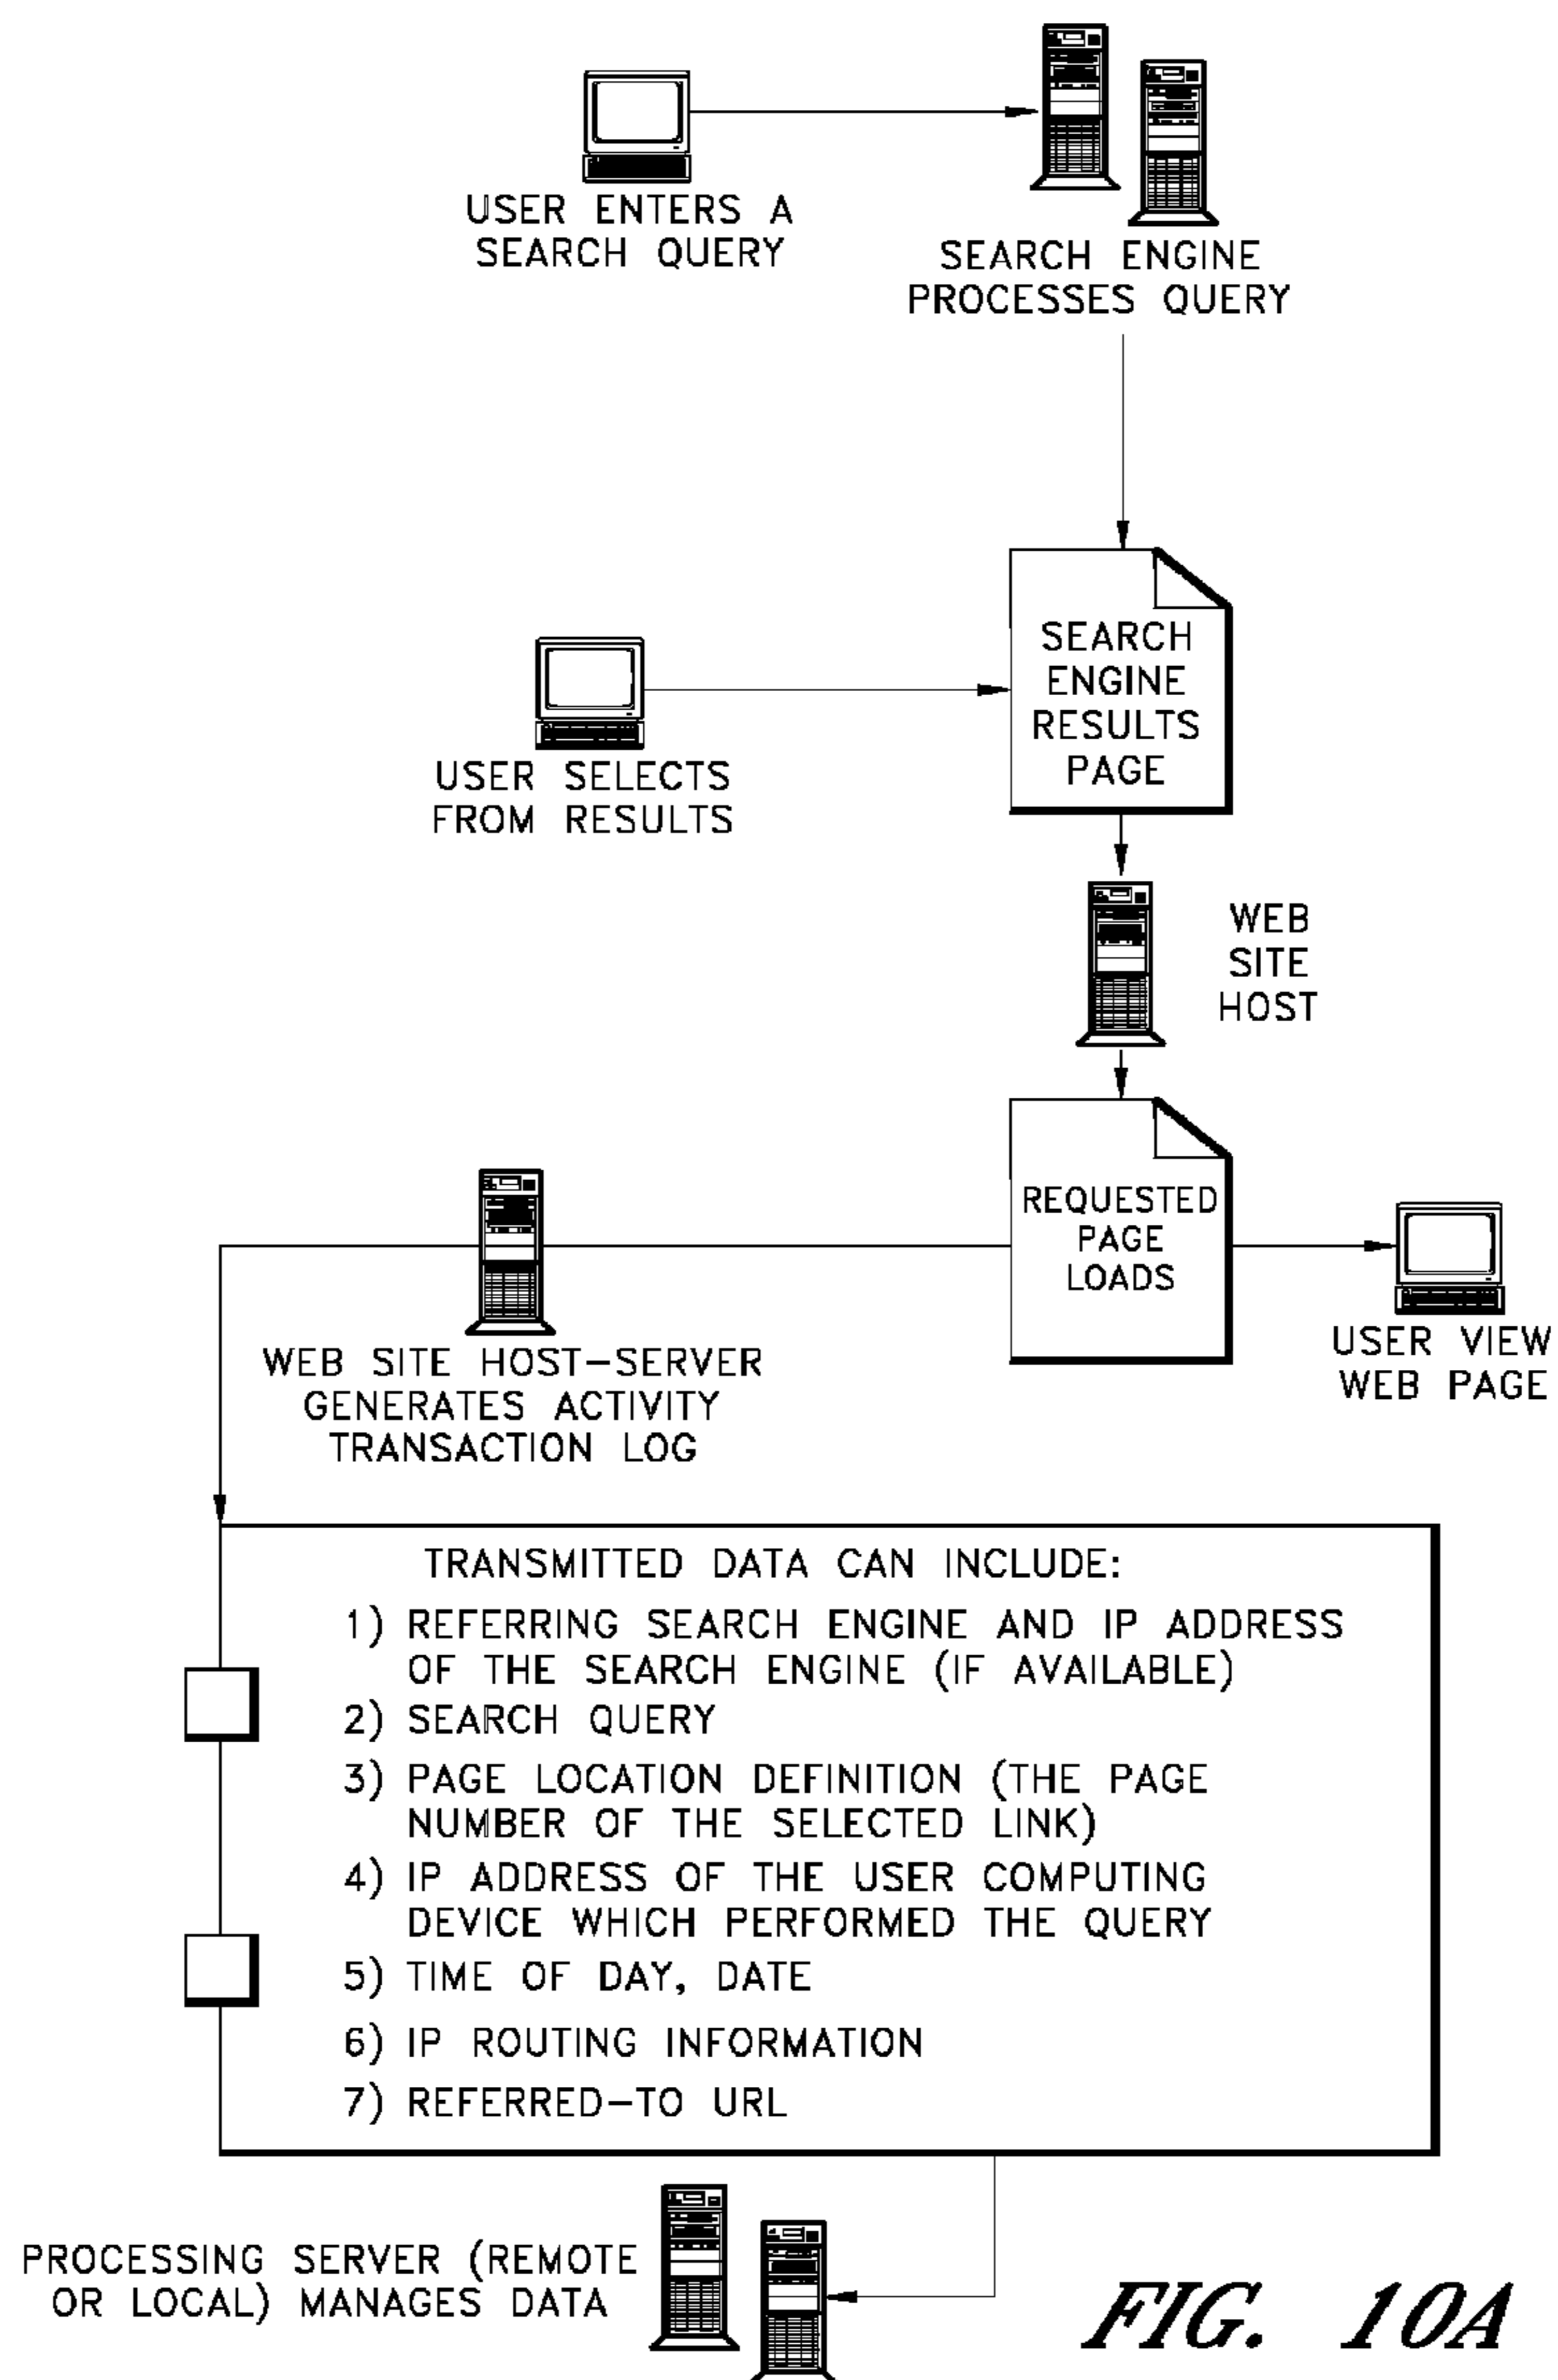 USER ENTERS A
SEARCH QUERY
SEARCH ENGINE
PROCESSES QUERY
SEARCH
ENGINE
RESULTS
PAGE
USER SELECTS
FROM RESULTS
WEB
SITE
HOST
REQUESTED
PAGE
LOADS
USER VIEW
WEB PAGE
WEB SITE HOST-SERVER
GENERATES ACTIVITY
TRANSACTION LOG
TRANSMITTED DATA CAN INCLUDE:
1) REFERRING SEARCH ENGINE AND IP ADDRESS
OF THE SEARCH ENGINE (IF AVAILABLE)
2) SEARCH QUERY
3) PAGE LOCATION DEFINITION (THE PAGE
NUMBER OF THE SELECTED LINK)
4) IP ADDRESS OF THE USER COMPUTING
DEVICE WHICH PERFORMED THE QUERY
5) TIME OF DAY, DATE
6) IP ROUTING INFORMATION
7) REFERRED-TO URL
PROCESSING SERVER (REMOTE
OR LOCAL) MANAGES DATA
FIG. 10A